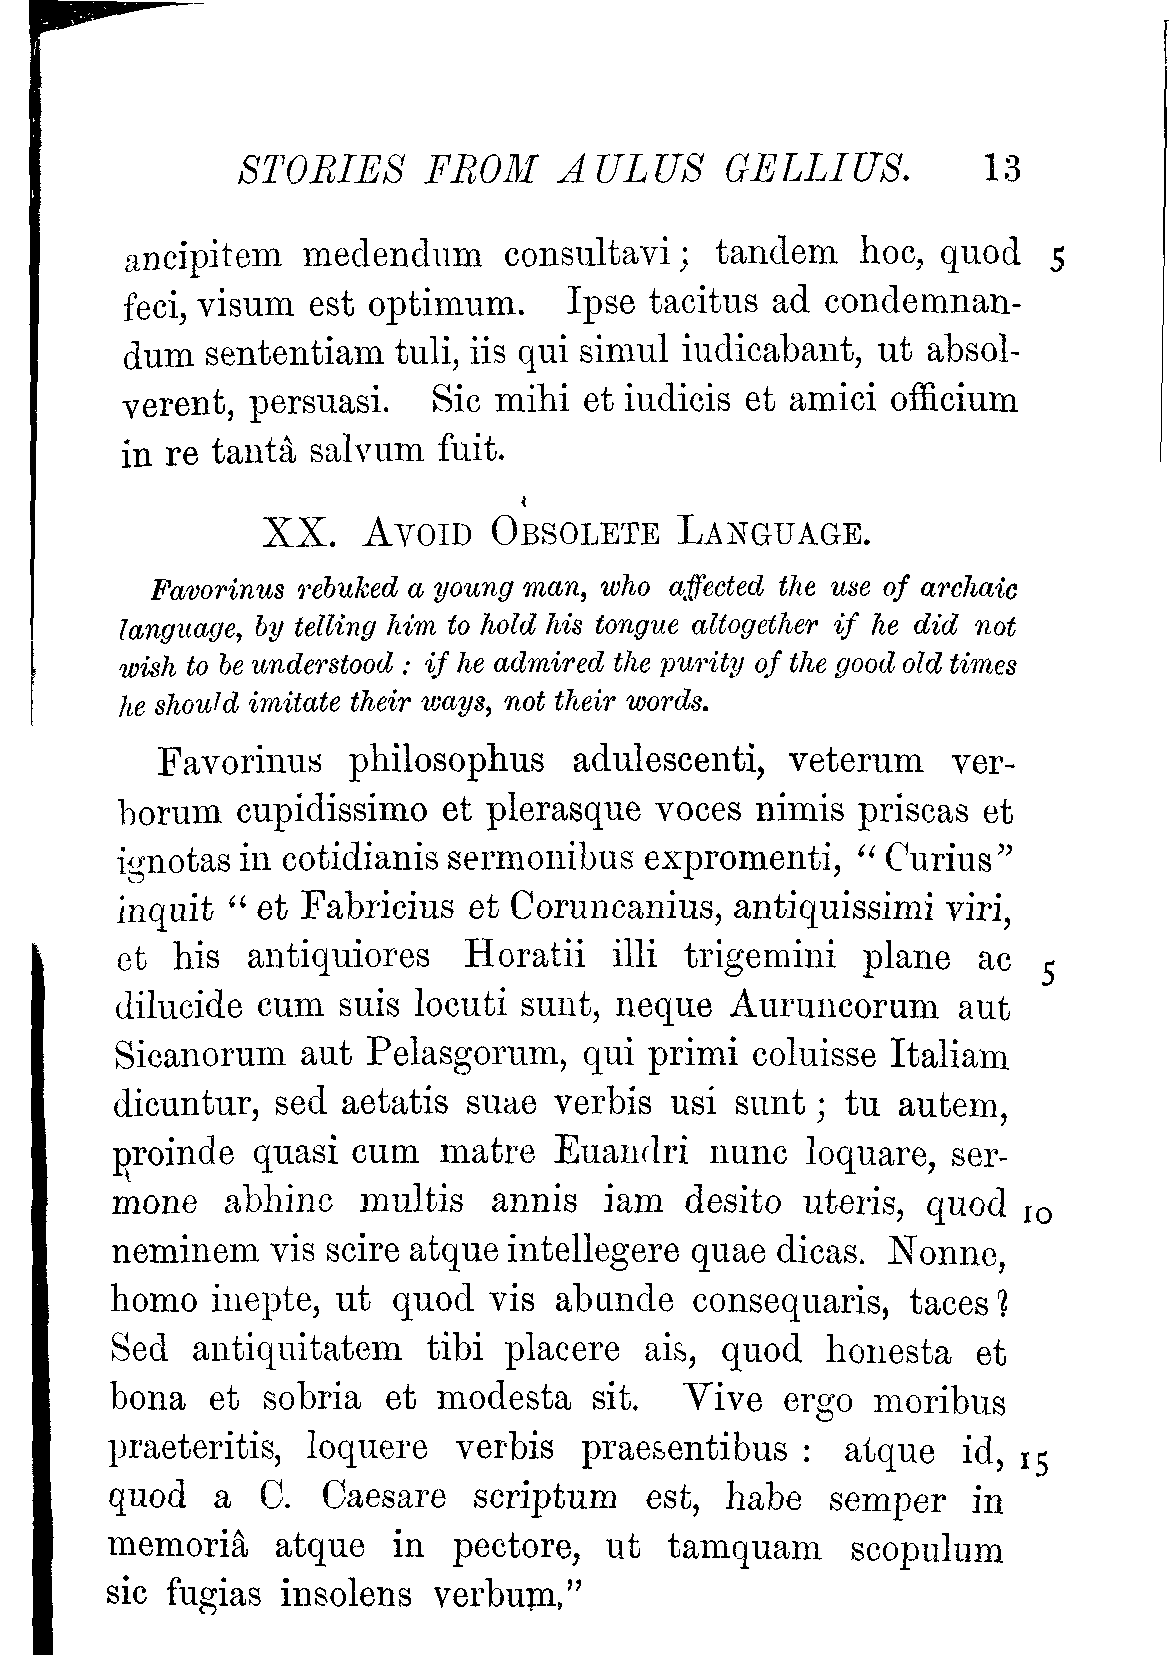 STORIES FROM AULUS GELLIUS. 13
ancipitem medendum consultavi; tandem hoc, quod 5
feci, visum est optimum. Ipse tacitus ad condemnan-
dum sententiam tuli, iis qui simul iudicabant, ut absol-
verent, persuasi. Sic mihi et iudicis et amici officium
in re tantâ salvum fuit.
XX. AVOID OBSOLETE LANGUAGE.
Favorinus rebuked a young man, who affected the use of archaic
language, by telling him to hold his tongue altogether if he did not
wish to be understood : if he admired the purity of the good old times
he should imitate their ways, not their words.
Favorinus philosophus adulescenti, veterum ver-
borum cupidissimo et plerasque voces nimis priscas et
ignotas in cotidianis sermonibus expromenti, “Curius”
inquit “et Fabricius et Coruncanius, antiquissimi viri,
et his antiquiores Horatii illi trigemini plane ac 5
dilucide cum suis locuti sunt, neque Auruncorum aut
Sicanorum aut Pelasgorum, qui primi coluisse Italiam
dicuntur, sed aetatis suae verbis usi sunt; tu autem,
proinde quasi cum matre Euandri nunc loquare, ser-
mone abhinc multis annis iam desito uteris, quod 10
neminem vis scire atque intellegere quae dicas. Nonne,
homo inepte, ut quod vis abunde consequaris, taces?
Sed antiquitatem tibi placere ais, quod honesta et
bona et sobria et modesta sit. Vive ergo moribus
praeteritis, loquere verbis praesentibus : atque id, 15
quod a C. Caesare scriptum est, habe semper in
memoriâ atque in pectore, ut tamquam scopulum
sic fugias insolens verbum,”